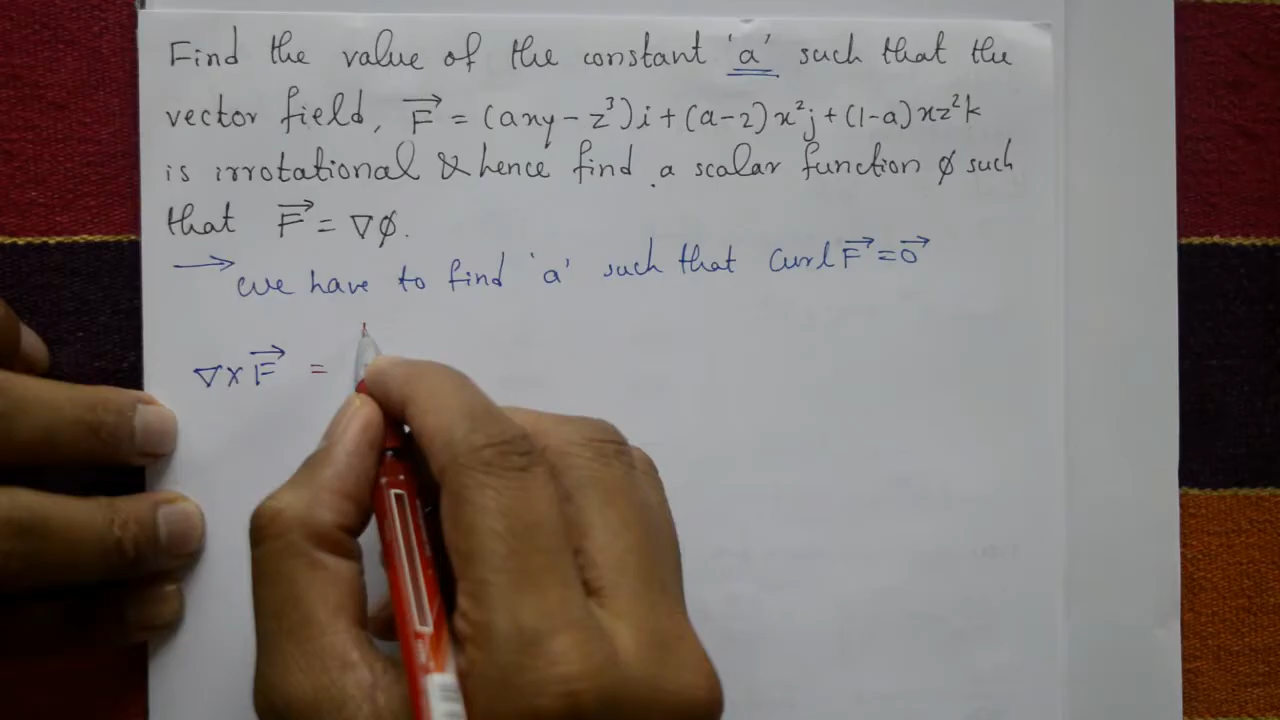 Find the value of the constant 'a' such that the
vector field, F⃗ = (axy - z³)i + (a-2)x²j + (1-a)xz²k
is irrotational & hence find a scalar function ϕ such
that F⃗ = ∇ϕ.
→ we have to find 'a' such that Curl F⃗ = 0⃗
∇×F⃗ =